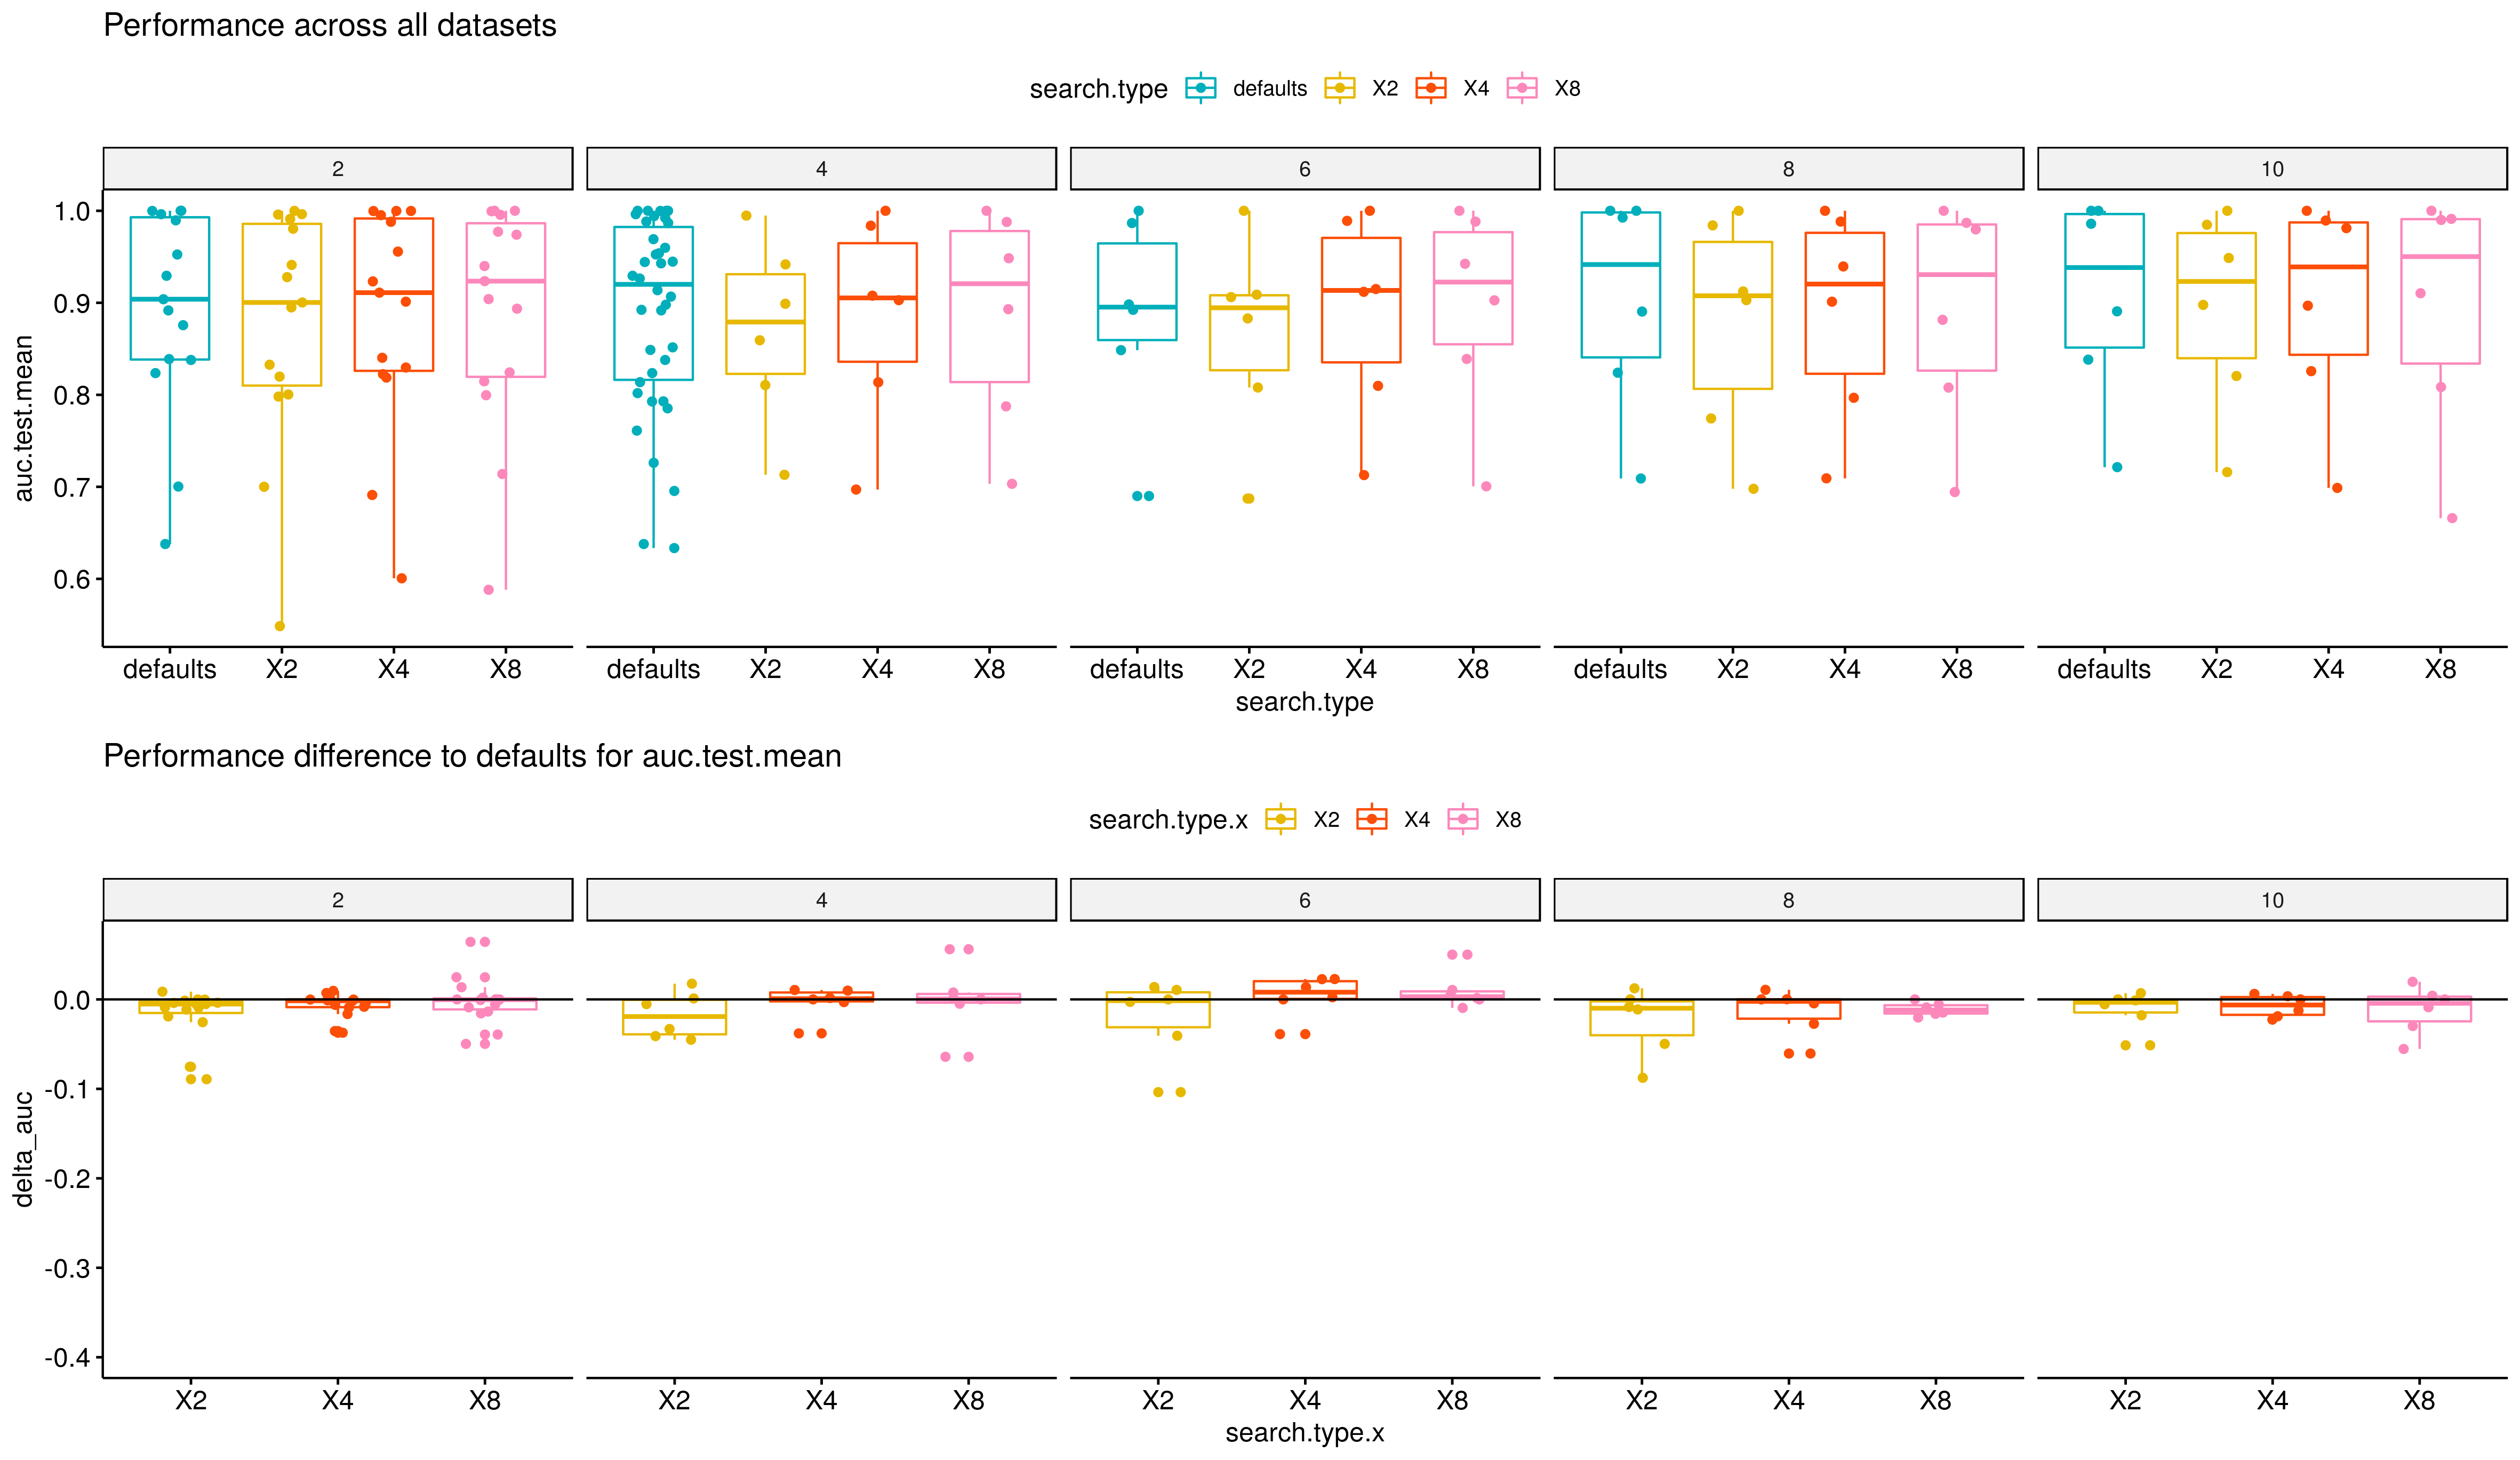 Performance across all datasets
search.type defaults X2 X4 X8
2 4 6 8 10
auc.test.mean
1.0
0.9
0.8
0.7
0.6
defaults X2 X4 X8 defaults X2 X4 X8 defaults X2 X4 X8 defaults X2 X4 X8 defaults X2 X4 X8
search.type
Performance difference to defaults for auc.test.mean
search.type.x X2 X4 X8
2 4 6 8 10
delta_auc
0.0
-0.1
-0.2
-0.3
-0.4
X2 X4 X8 X2 X4 X8 X2 X4 X8 X2 X4 X8 X2 X4 X8
search.type.x